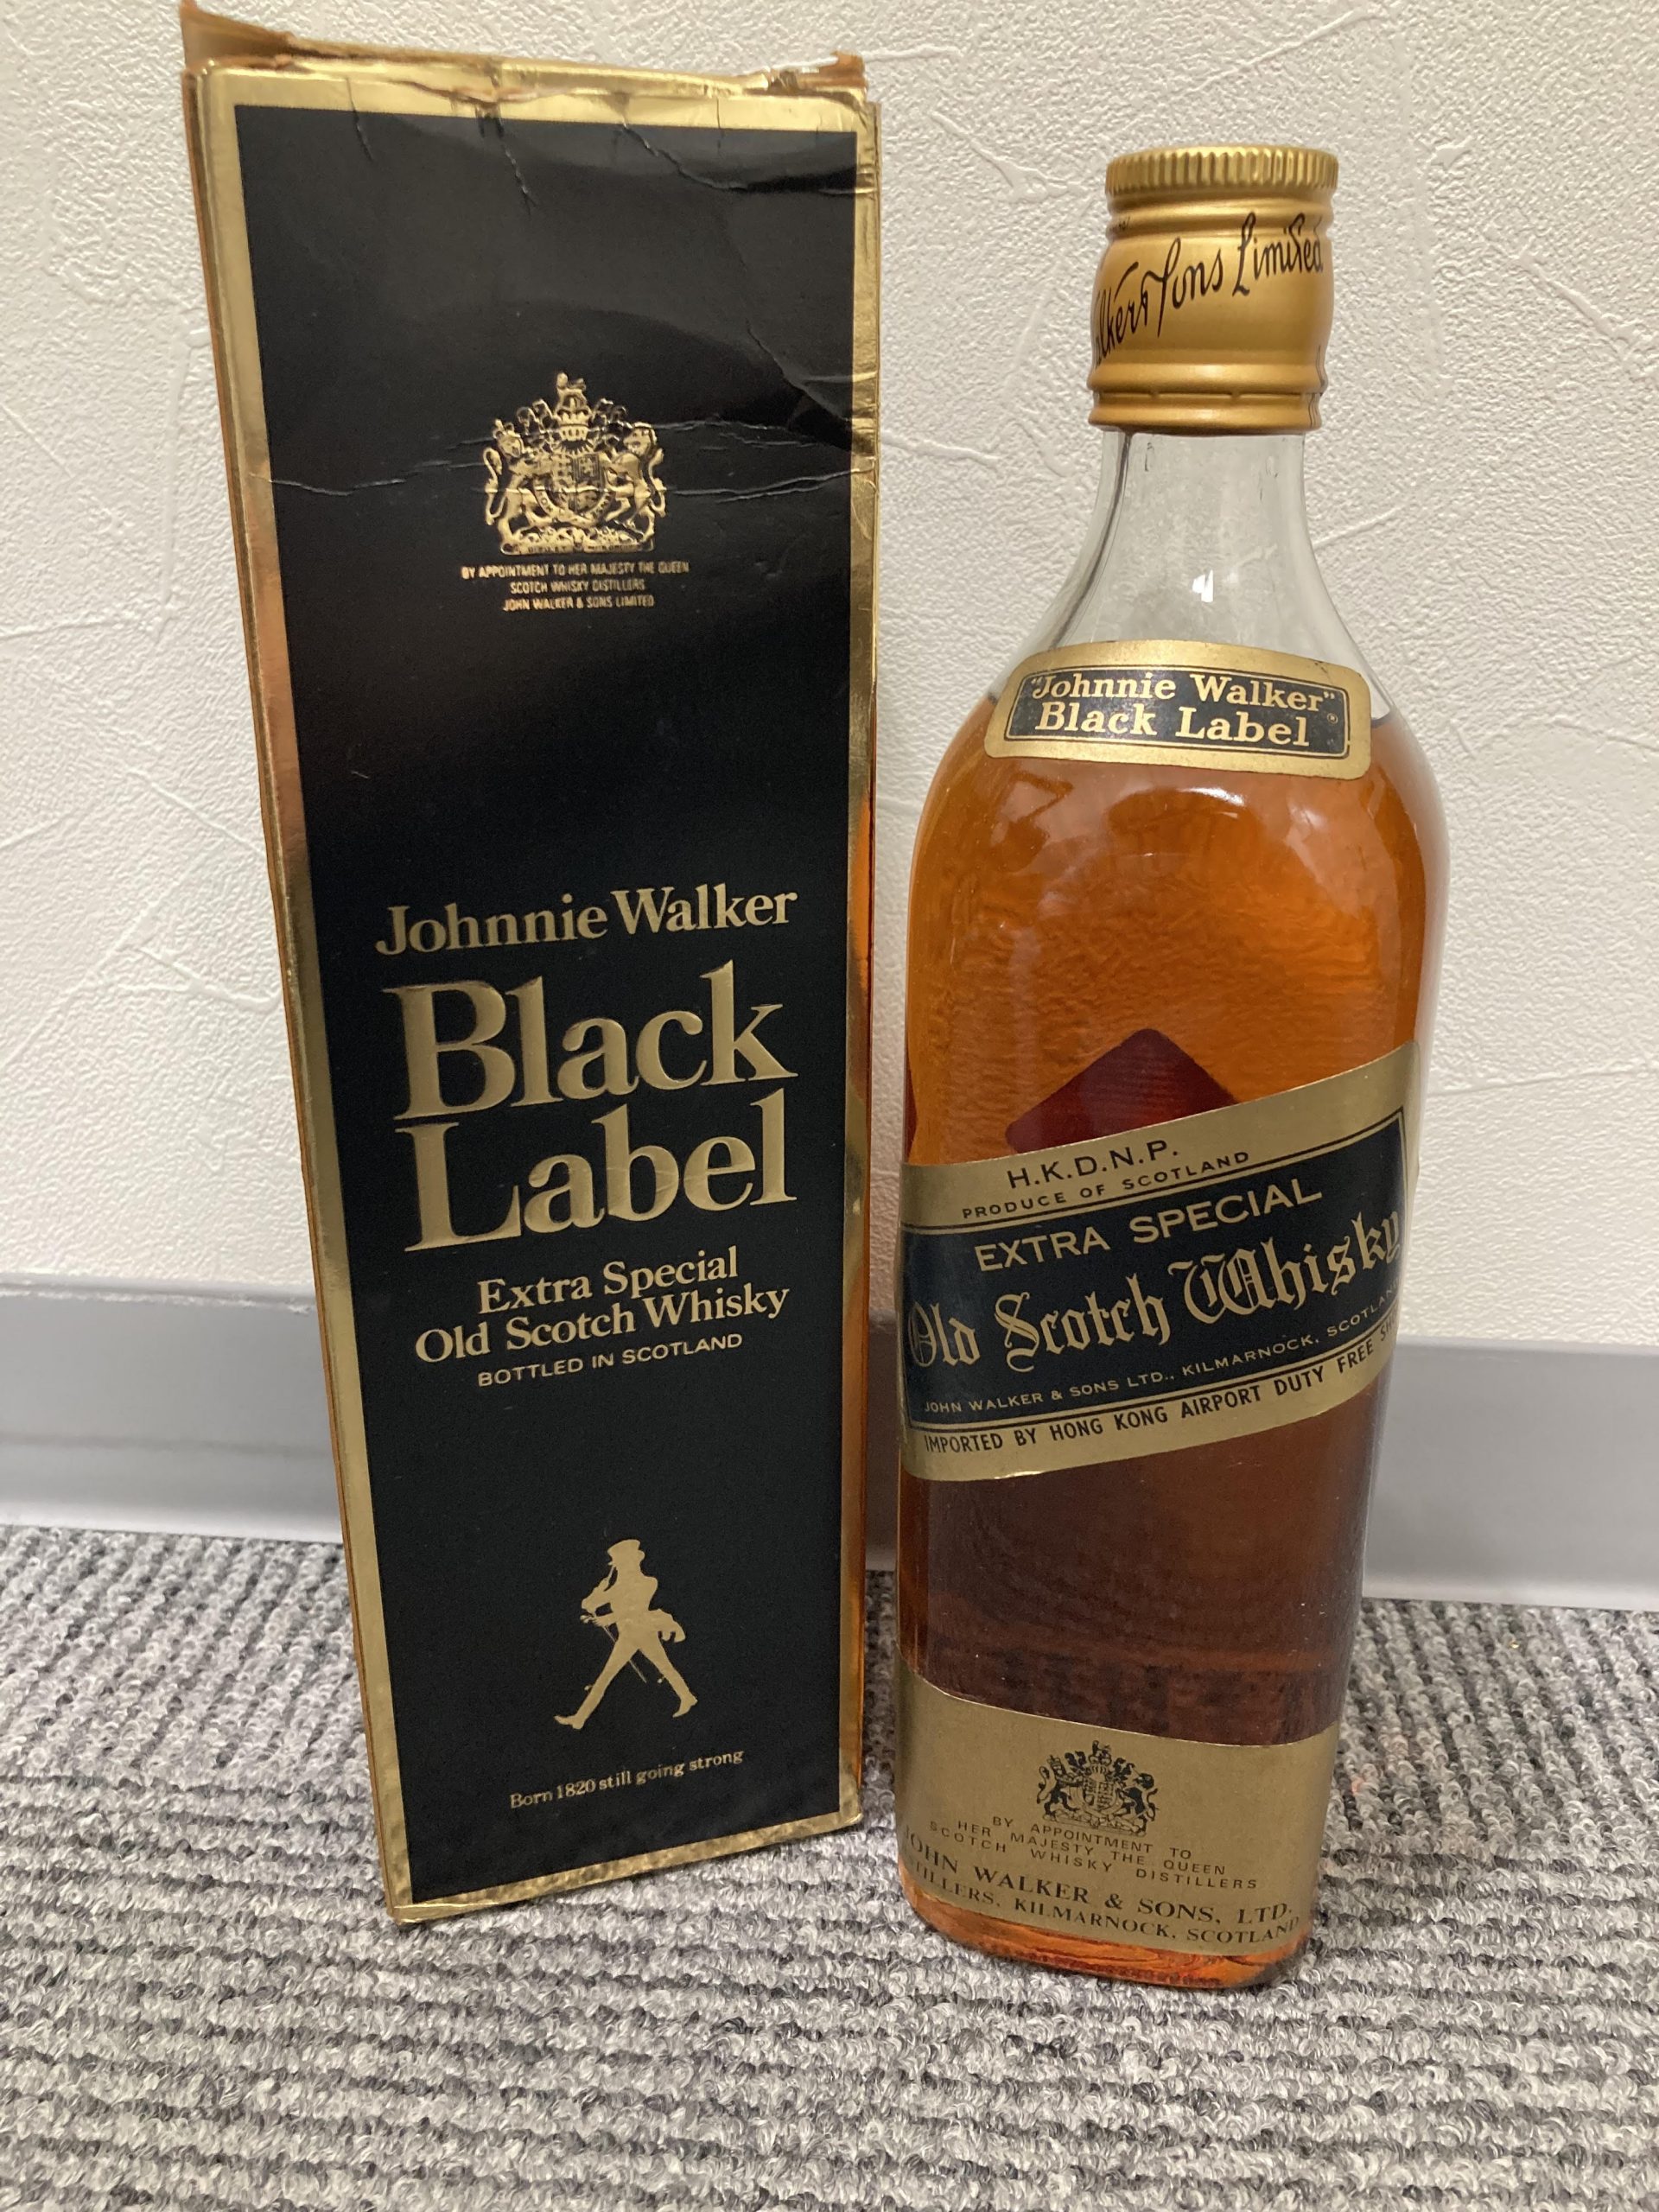 BY APPOINTMENT TO HER MAJESTY THE QUEEN
SCOTCH WHISKY DISTILLERS
JOHN WALKER & SONS LIMITED
Johnnie Walker
Black
Label
Extra Special
Old Scotch Whisky
BOTTLED IN SCOTLAND
Born 1820 still going strong
Sons Limited
"Johnnie Walker"
Black Label ®
H.K.D.N.P.
PRODUCE OF SCOTLAND
EXTRA SPECIAL
Old Scotch Whisky
JOHN WALKER & SONS LTD., KILMARNOCK, SCOTLAN
IMPORTED BY HONG KONG AIRPORT DUTY FREE
BY APPOINTMENT TO
HER MAJESTY THE QUEEN
SCOTCH WHISKY DISTILLERS
JOHN WALKER & SONS, LTD.
TILLERS, KILMARNOCK, SCOTLAND